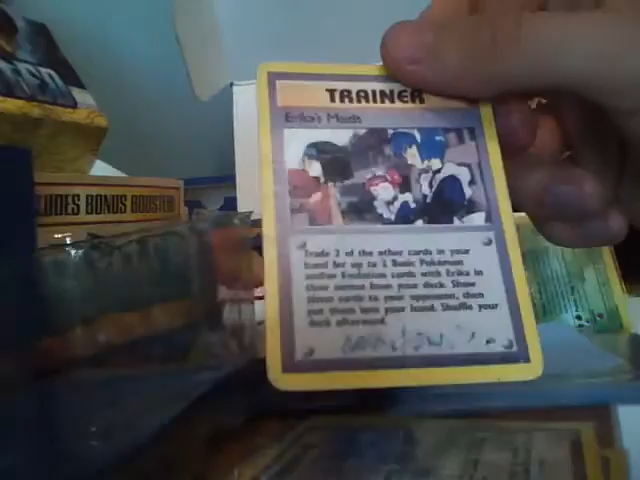 TRAINER
Erika's Maids
Trade 2 of the other cards in your
hand for up to 2 Basic Pokémon
and/or Evolution cards with Erika in
their names from your deck. Show
those cards to your opponent, then
put them into your hand. Shuffle your
deck afterward.
LUDES BONUS BOOSTER